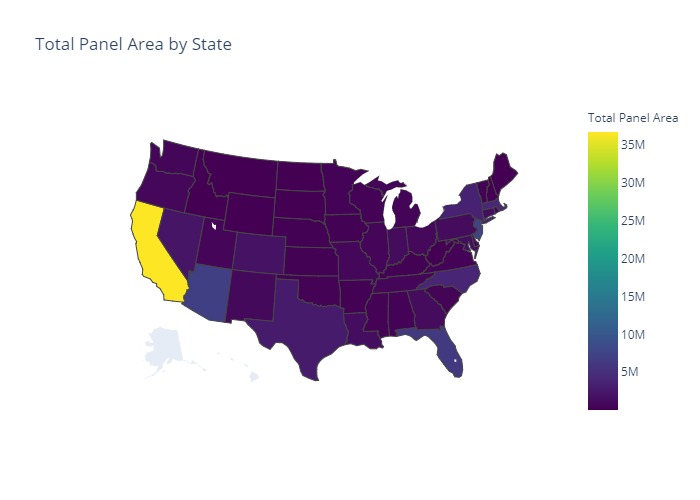 Total Panel Area by State
Total Panel Area
35M
30M
25M
20M
15M
10M
5M